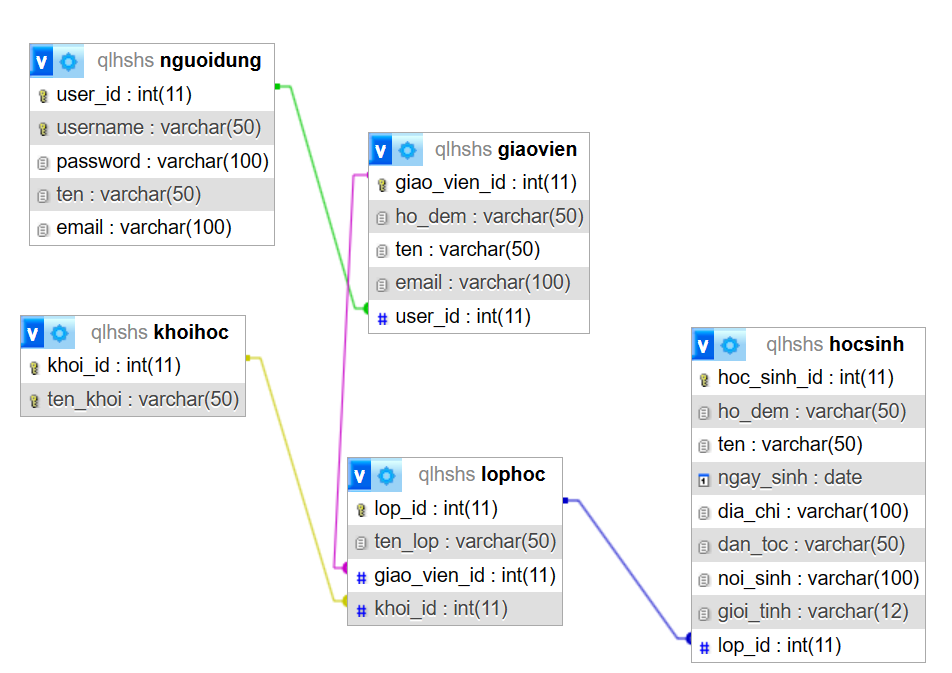 V qlhshs nguoidung
user_id : int(11)
username : varchar(50)
password : varchar(100)
ten : varchar(50)
email : varchar(100)
V qlhshs giaovien
giao_vien_id : int(11)
ho_dem : varchar(50)
ten : varchar(50)
email : varchar(100)
# user_id : int(11)
V qlhshs khoihoc
khoi_id : int(11)
ten_khoi : varchar(50)
V qlhshs lophoc
lop_id : int(11)
ten_lop : varchar(50)
# giao_vien_id : int(11)
# khoi_id : int(11)
V qlhshs hocsinh
hoc_sinh_id : int(11)
ho_dem : varchar(50)
ten : varchar(50)
ngay_sinh : date
dia_chi : varchar(100)
dan_toc : varchar(50)
noi_sinh : varchar(100)
gioi_tinh : varchar(12)
# lop_id : int(11)